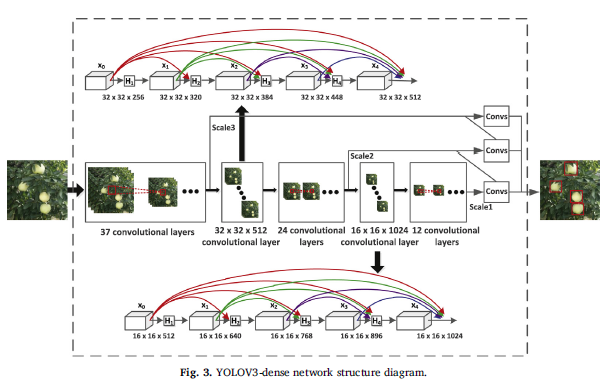 x0 x1 x2 x3 x4
H1 H2 H3 H4
32 x 32 x 256 32 x 32 x 320 32 x 32 x 384 32 x 32 x 448 32 x 32 x 512
Convs
Scale3
Convs
Scale2
Convs
Scale1
37 convolutional layers
32 x 32 x 512
convolutional layer
24 convolutional
layers
16 x 16 x 1024
convolutional layer
12 convolutional
layers
x0 x1 x2 x3 x4
H1 H2 H3 H4
16 x 16 x 512 16 x 16 x 640 16 x 16 x 768 16 x 16 x 896 16 x 16 x 1024
Fig. 3. YOLOV3-dense network structure diagram.